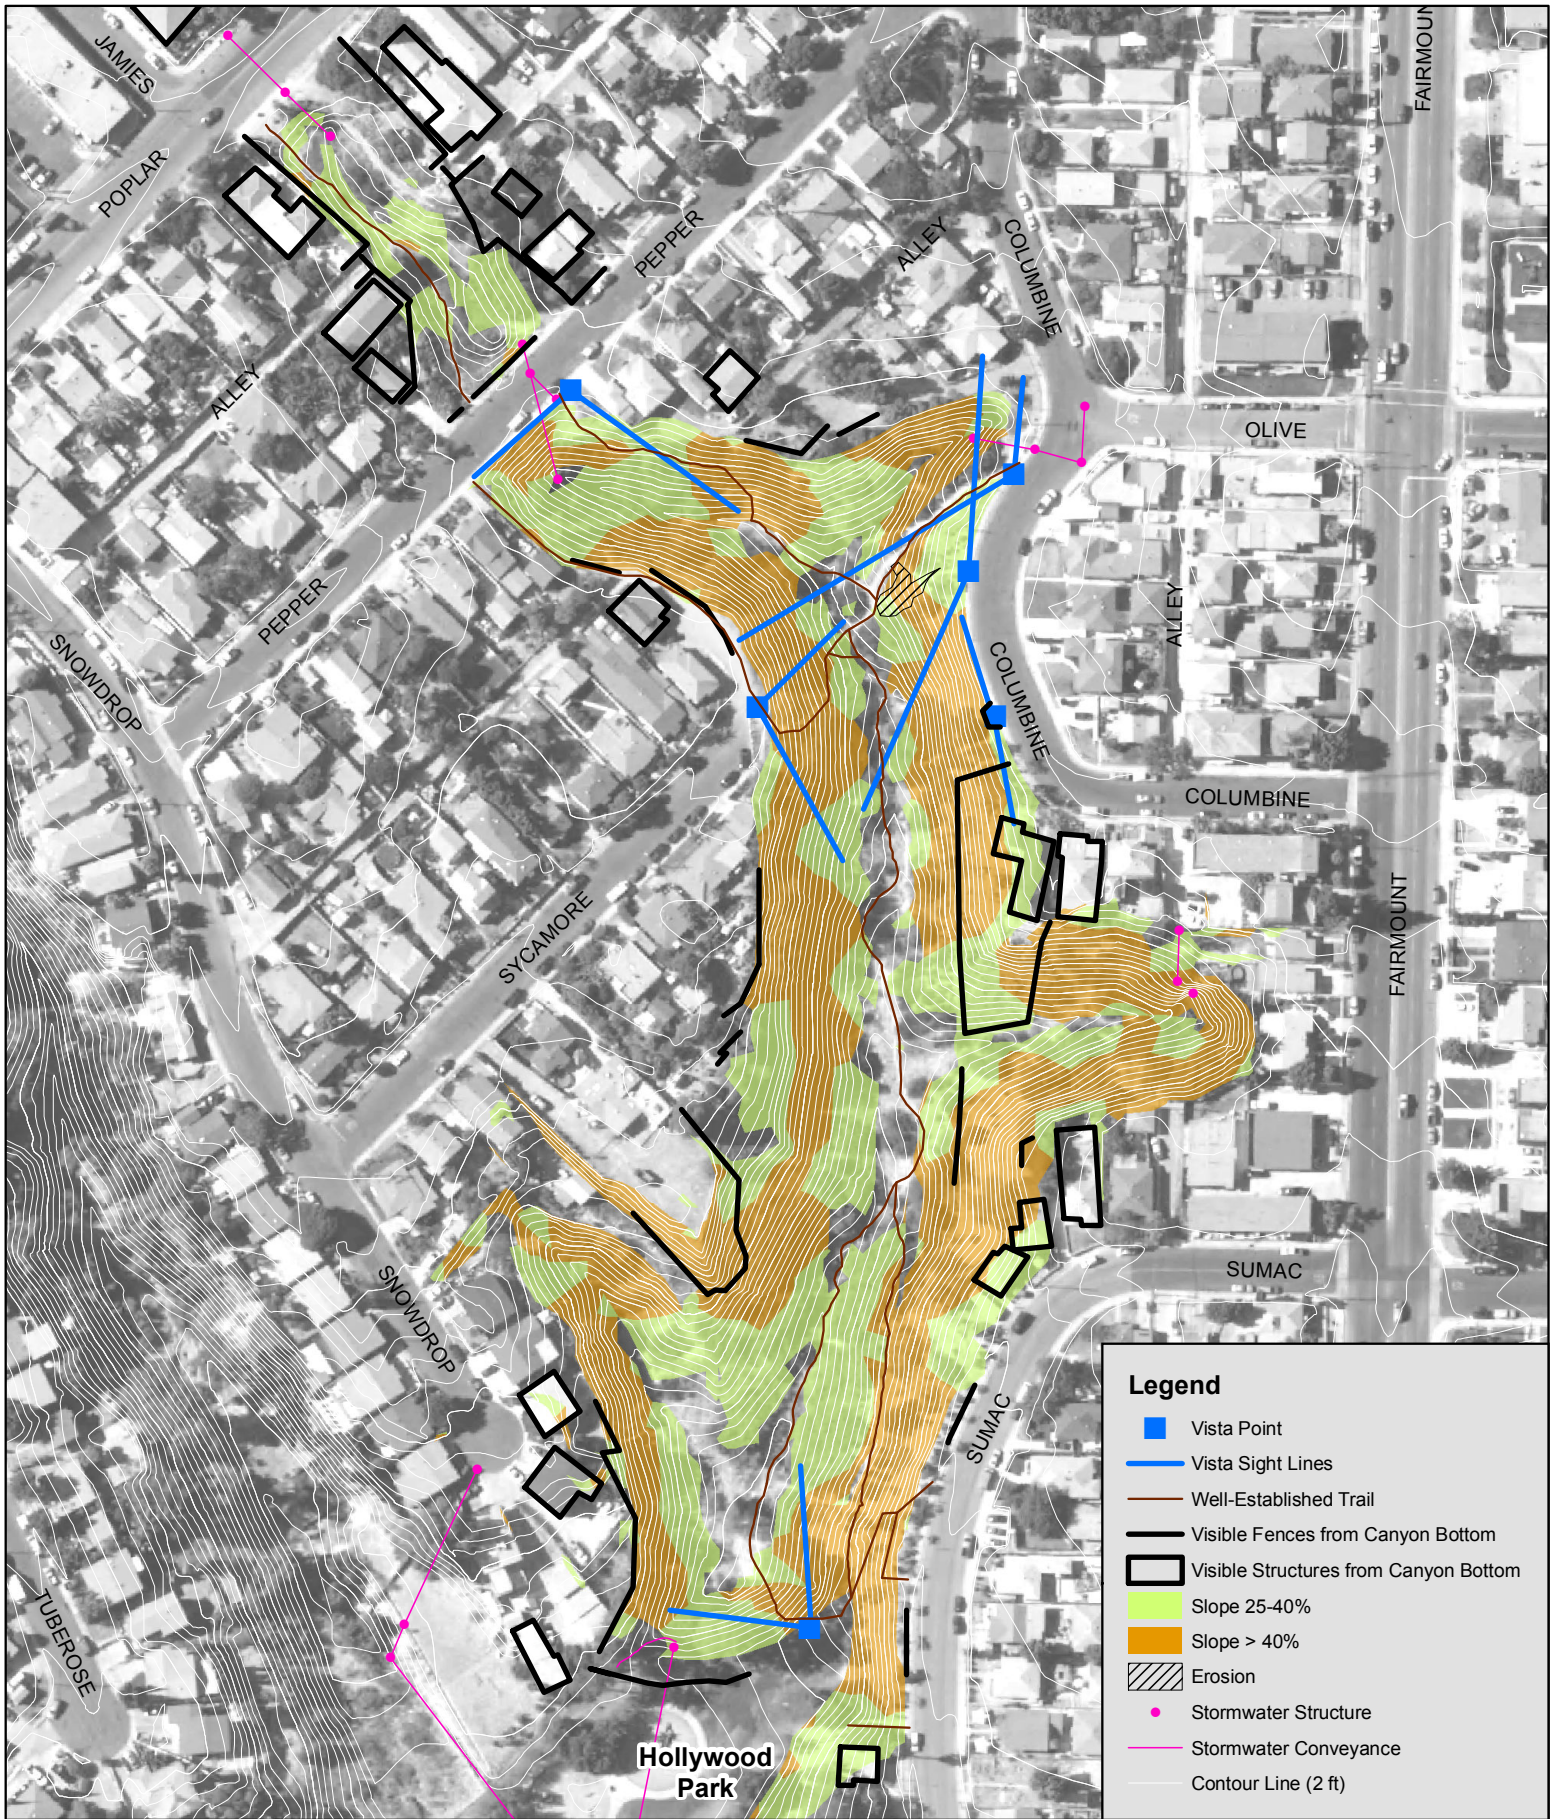 JAMIES
FAIRMOUN
POPLAR
PEPPER
ALLEY
COLUMBINE
ALLEY
OLIVE
PEPPER
ALLEY
SNOWDROP
COLUMBINE
COLUMBINE
SYCAMORE
FAIRMOUNT
SNOWDROP
SUMAC
SUMAC
TUBEROSE
Hollywood
Park
Legend
Vista Point
Vista Sight Lines
Well-Established Trail
Visible Fences from Canyon Bottom
Visible Structures from Canyon Bottom
Slope 25-40%
Slope > 40%
Erosion
Stormwater Structure
Stormwater Conveyance
Contour Line (2 ft)